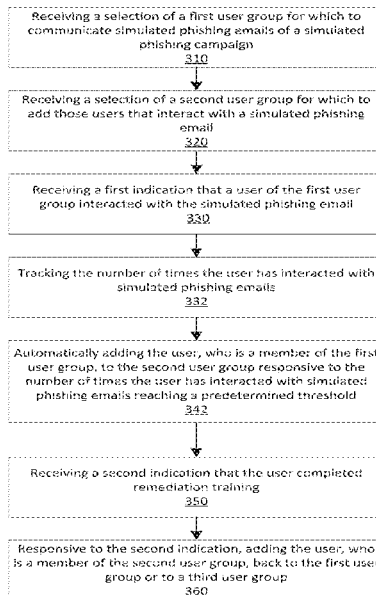 Receiving a selection of a first user group for which to
communicate simulated phishing emails of a simulated
phishing campaign
310
Receiving a selection of a second user group for which to
add those users that interact with a simulated phishing
email
320
Receiving a first indication that a user of the first user
group interacted with the simulated phishing email
330
Tracking the number of times the user has interacted with
simulated phishing emails
332
Automatically adding the user, who is a member of the first
user group, to the second user group responsive to the
number of times the user has interacted with simulated
phishing emails reaching a predetermined threshold
342
Receiving a second indication that the user completed
remediation training
350
Responsive to the second indication, adding the user, who
is a member of the second user group, back to the first user
group or to a third user group
360